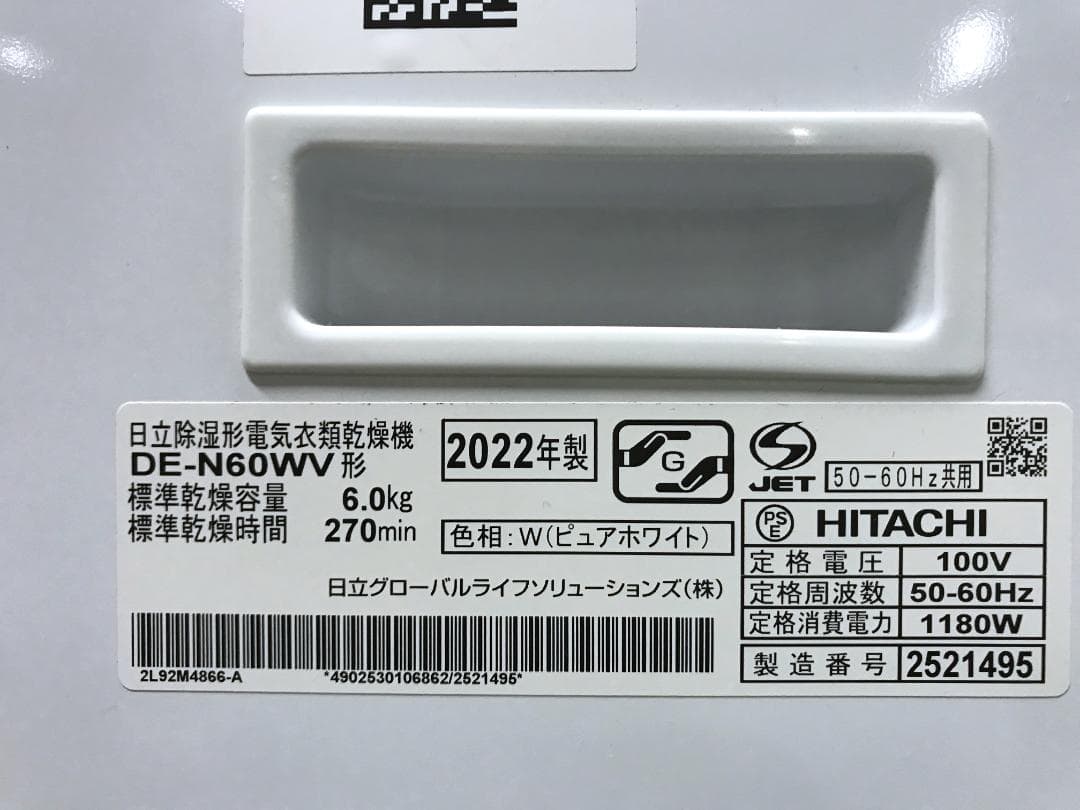 日立除湿形電気衣類乾燥機
DE-N60WV形
標準乾燥容量 6.0kg
標準乾燥時間 270min
2022年製
G
JET
50-60Hz共用
色相:W(ピュアホワイト)
日立グローバルライフソリューションズ(株)
2L92M4866-A *4902530106862/2521495*
PSE HITACHI
定格電圧 100V
定格周波数 50-60Hz
定格消費電力 1180W
製造番号 2521495